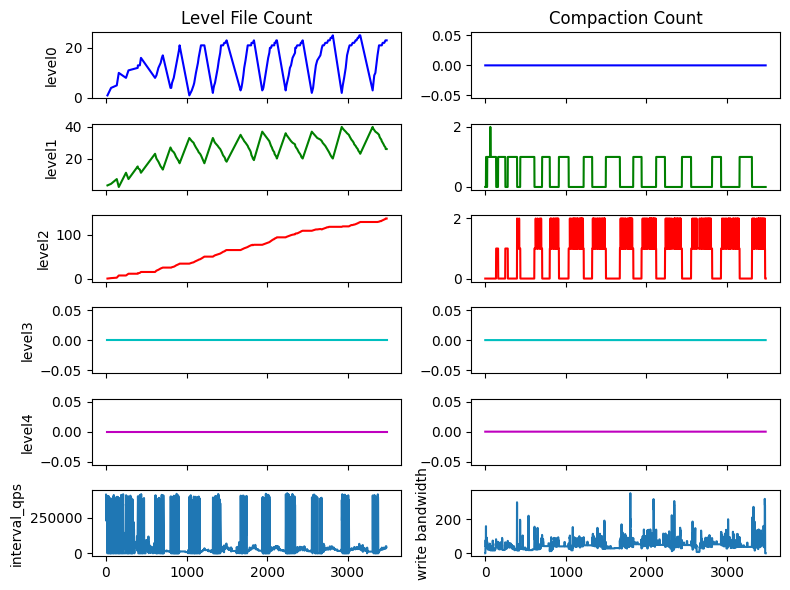 Level File Count
Compaction Count
level0
20
0
0.05
0.00
−0.05
level1
40
20
2
0
level2
100
0
2
0
level3
0.05
0.00
−0.05
0.05
0.00
−0.05
level4
0.05
0.00
−0.05
0.05
0.00
−0.05
interval_qps
250000
0
write bandwidth
200
0
0 1000 2000 3000
0 1000 2000 3000